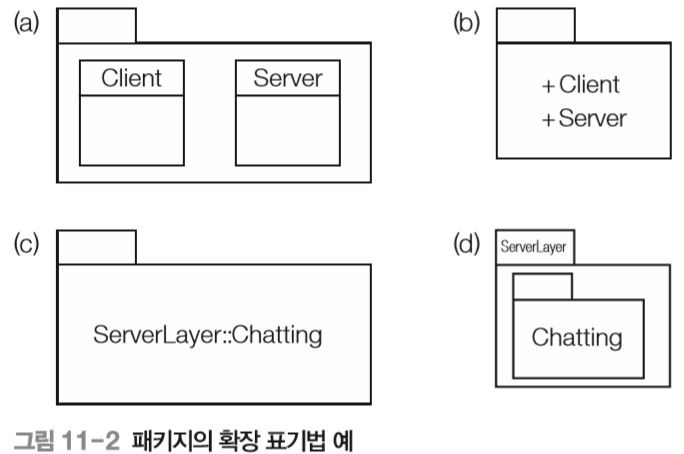 (a)
Client
Server
(b)
+Client
+Server
(c)
ServerLayer::Chatting
(d)
ServerLayer
Chatting
그림 11-2 패키지의 확장 표기법 예